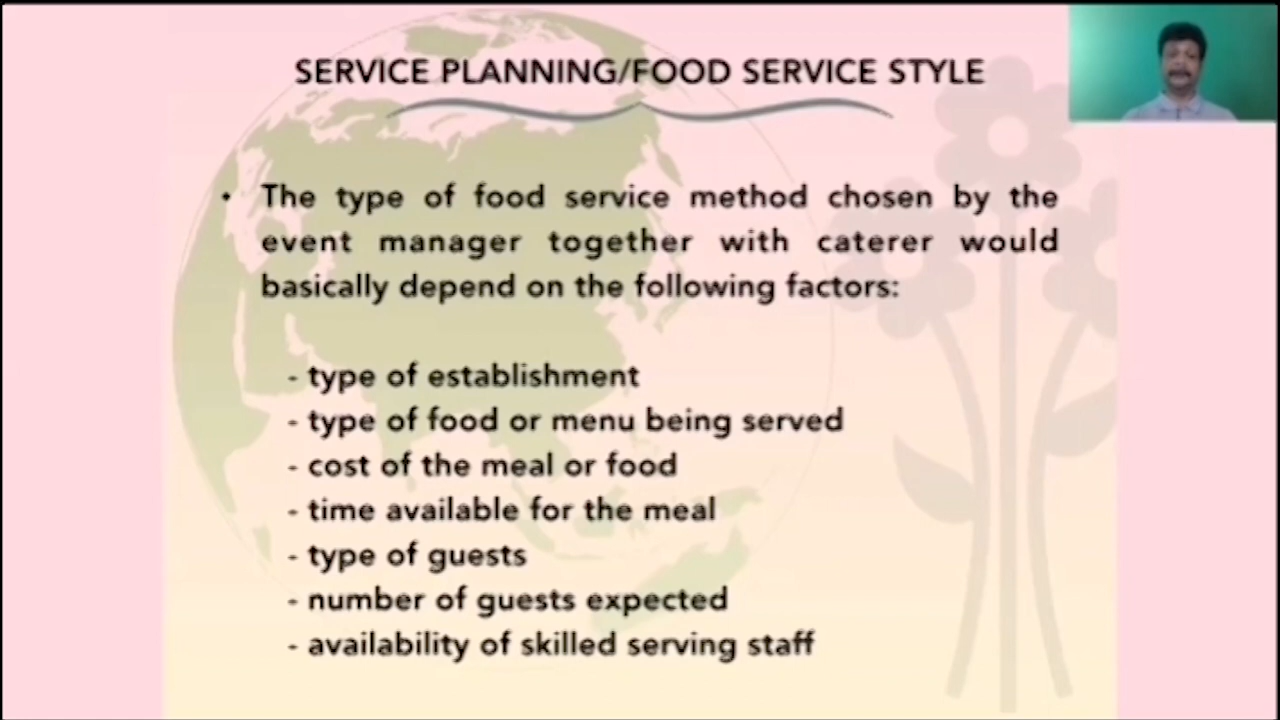 SERVICE PLANNING/FOOD SERVICE STYLE
• The type of food service method chosen by the
event manager together with caterer would
basically depend on the following factors:
- type of establishment
- type of food or menu being served
- cost of the meal or food
- time available for the meal
- type of guests
- number of guests expected
- availability of skilled serving staff